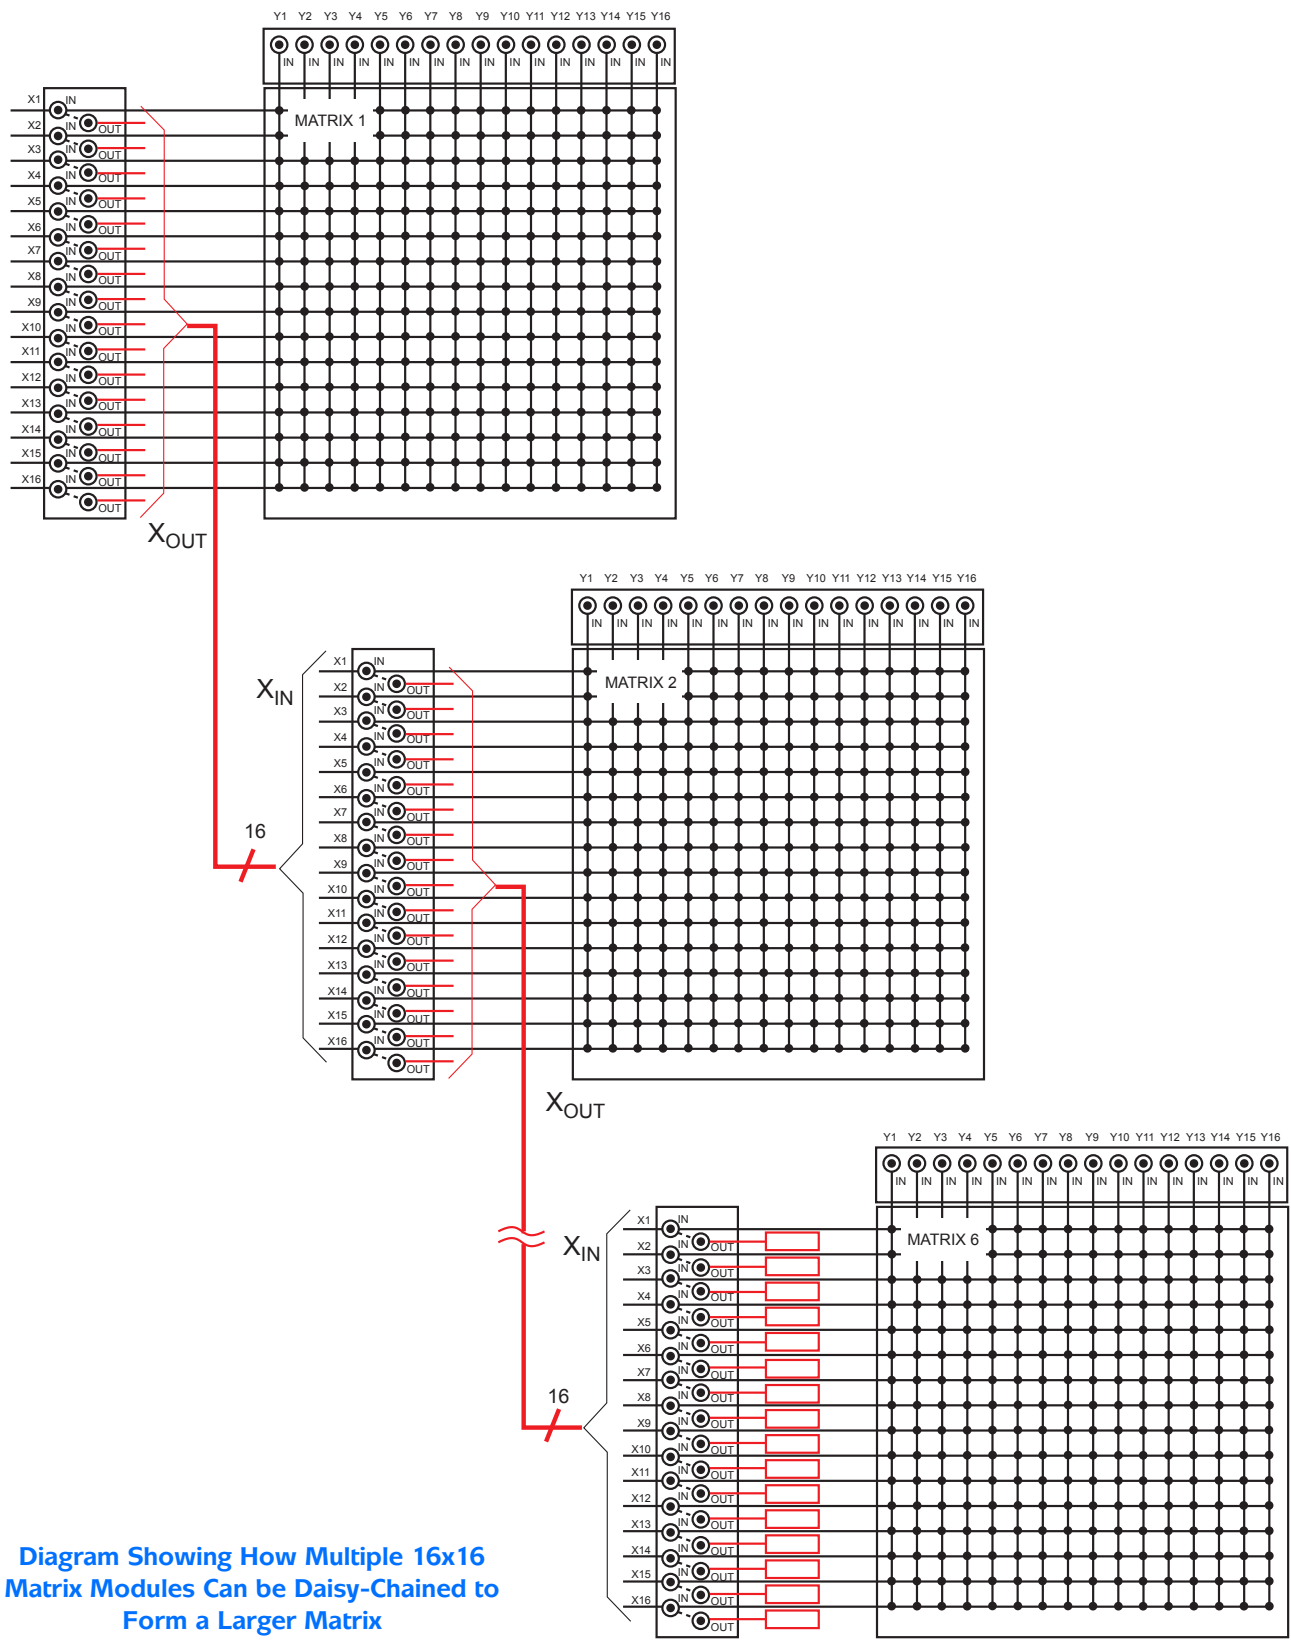 Y1 Y2 Y3 Y4 Y5 Y6 Y7 Y8 Y9 Y10 Y11 Y12 Y13 Y14 Y15 Y16
IN IN IN IN IN IN IN IN IN IN IN IN IN IN IN IN
MATRIX 1
X1 IN OUT
X2 IN OUT
X3 IN OUT
X4 IN OUT
X5 IN OUT
X6 IN OUT
X7 IN OUT
X8 IN OUT
X9 IN OUT
X10 IN OUT
X11 IN OUT
X12 IN OUT
X13 IN OUT
X14 IN OUT
X15 IN OUT
X16 IN OUT
XOUT
16
Y1 Y2 Y3 Y4 Y5 Y6 Y7 Y8 Y9 Y10 Y11 Y12 Y13 Y14 Y15 Y16
IN IN IN IN IN IN IN IN IN IN IN IN IN IN IN IN
MATRIX 2
XIN
X1 IN OUT
X2 IN OUT
X3 IN OUT
X4 IN OUT
X5 IN OUT
X6 IN OUT
X7 IN OUT
X8 IN OUT
X9 IN OUT
X10 IN OUT
X11 IN OUT
X12 IN OUT
X13 IN OUT
X14 IN OUT
X15 IN OUT
X16 IN OUT
XOUT
16
Y1 Y2 Y3 Y4 Y5 Y6 Y7 Y8 Y9 Y10 Y11 Y12 Y13 Y14 Y15 Y16
IN IN IN IN IN IN IN IN IN IN IN IN IN IN IN IN
MATRIX 6
XIN
X1 IN OUT
X2 IN OUT
X3 IN OUT
X4 IN OUT
X5 IN OUT
X6 IN OUT
X7 IN OUT
X8 IN OUT
X9 IN OUT
X10 IN OUT
X11 IN OUT
X12 IN OUT
X13 IN OUT
X14 IN OUT
X15 IN OUT
X16 IN OUT
Diagram Showing How Multiple 16x16
Matrix Modules Can be Daisy-Chained to
Form a Larger Matrix